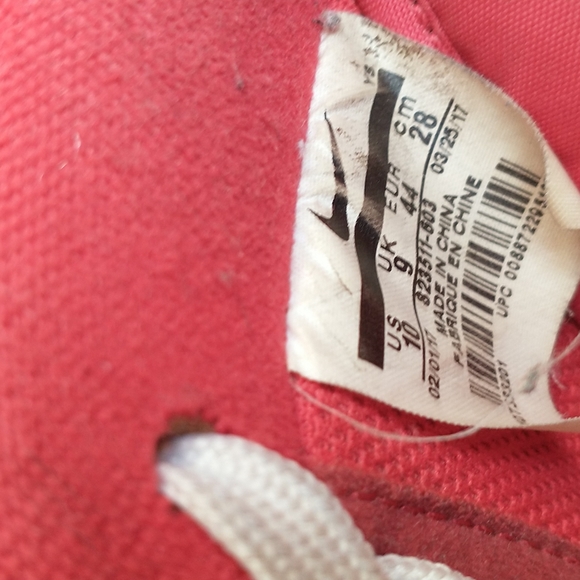 US UK EUR cm
10 9 44 28
823511-603
02/01/17 03/25/17
MADE IN CHINA
FABRIQUE EN CHINE
UPC